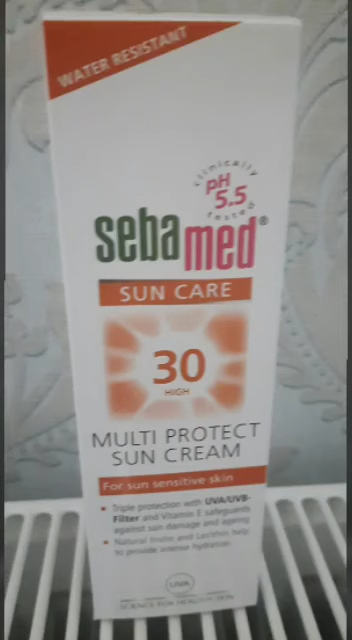 WATER RESISTANT
clinically
pH
5.5
tested
sebamed®
SUN CARE
30
HIGH
MULTI PROTECT
SUN CREAM
For sun sensitive skin
• Triple protection with UVA/UVB-
Filter and Vitamin E safeguards
against sun damage and ageing
• Natural Inulin and Lecithin help
to provide intense hydration
UVA
SCIENCE FOR HEALTHY SKIN